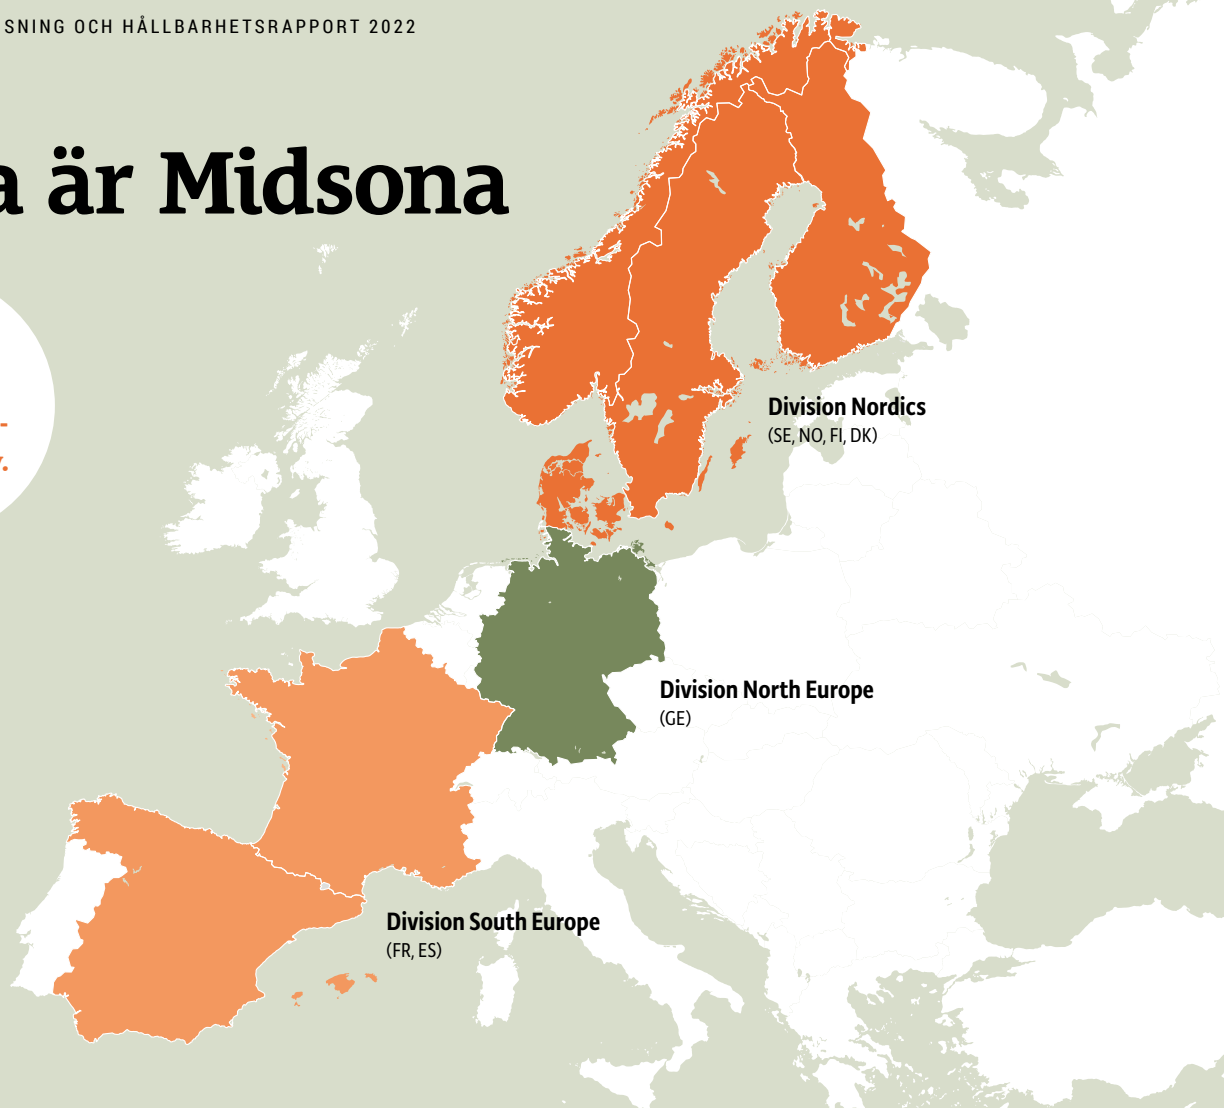 SNING OCH HÅLLBARHETSRAPPORT 2022
a är Midsona
Division Nordics
(SE, NO, FI, DK)
Division North Europe
(GE)
Division South Europe
(FR, ES)